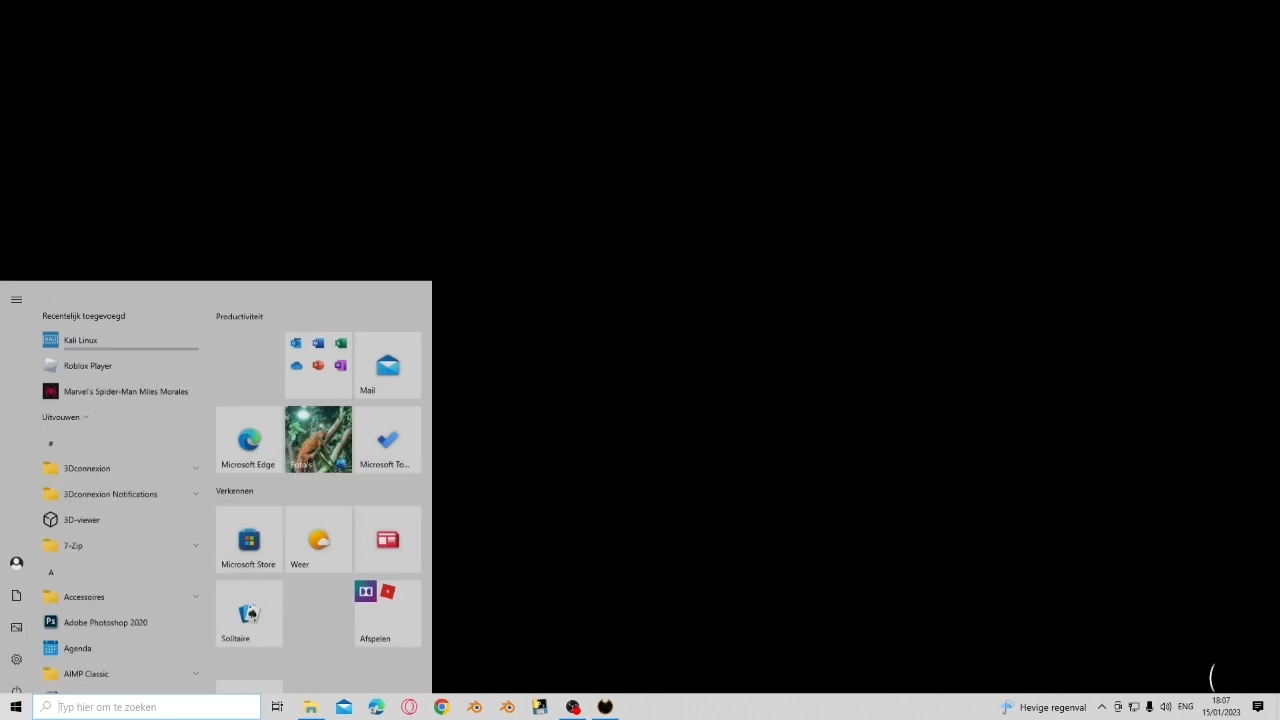 Recentelijk toegevoegd
Kali Linux
Roblox Player
Marvel's Spider-Man Miles Morales
Uitvouwen
#
3Dconnexion
3Dconnexion Notifications
3D-viewer
7-Zip
A
Accessoires
Adobe Photoshop 2020
Agenda
AIMP Classic
Productiviteit
Mail
Microsoft Edge
Foto's
Microsoft To...
Verkennen
Microsoft Store
Weer
Solitaire
Afspelen
Typ hier om te zoeken
Hevige regenval
ENG
18:07
15/01/2023